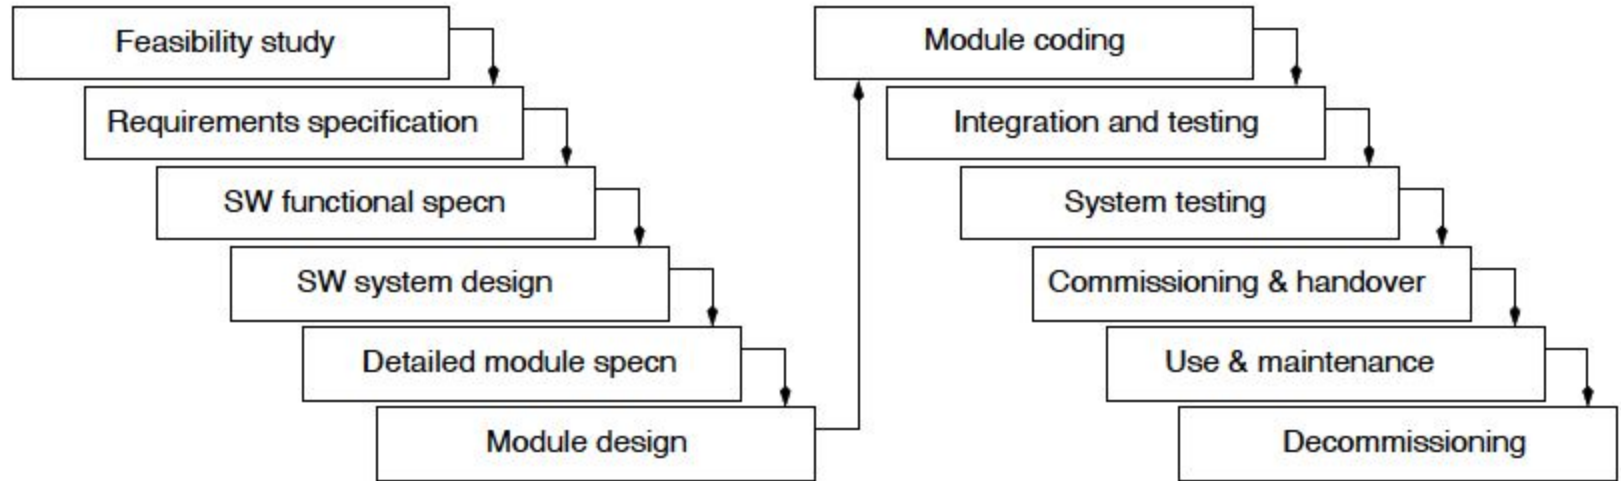 Feasibility study
Requirements specification
SW functional specn
SW system design
Detailed module specn
Module design
Module coding
Integration and testing
System testing
Commissioning & handover
Use & maintenance
Decommissioning